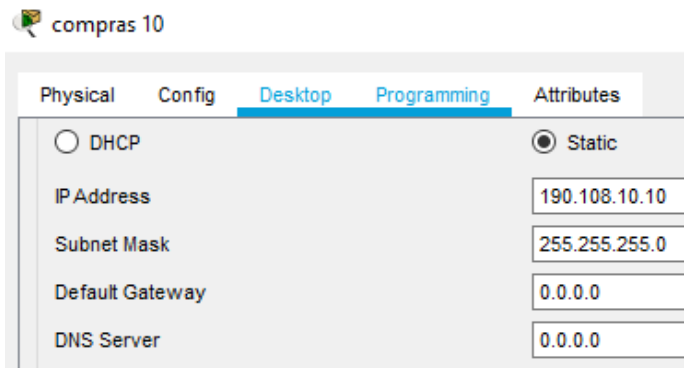 compras 10
Physical Config Desktop Programming Attributes
DHCP Static
IP Address 190.108.10.10
Subnet Mask 255.255.255.0
Default Gateway 0.0.0.0
DNS Server 0.0.0.0